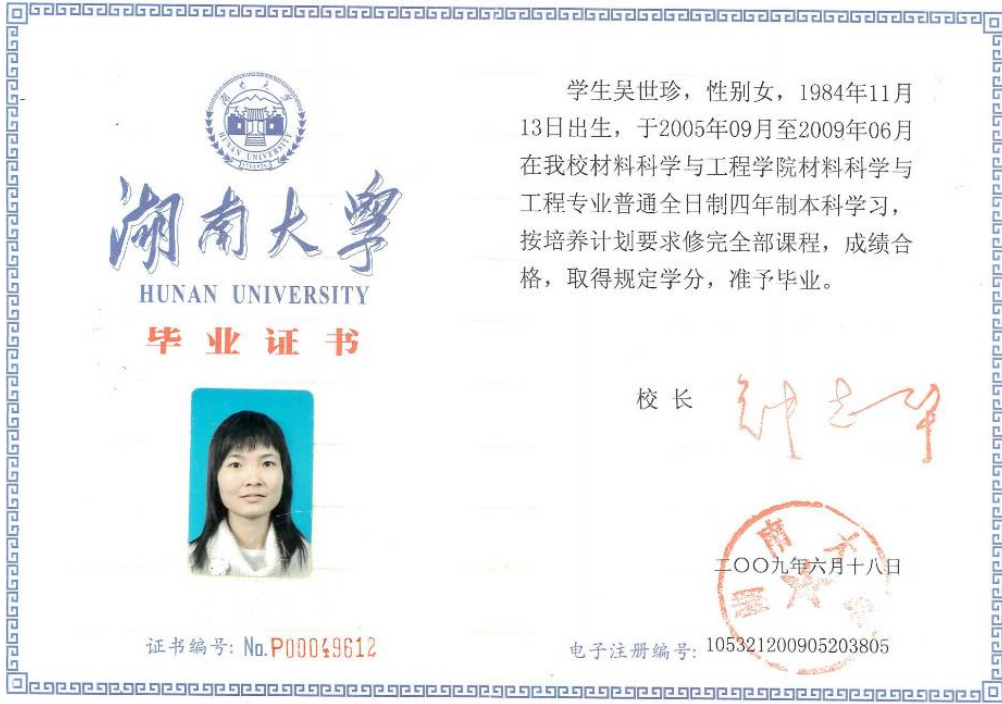 湖南大学
HUNAN UNIVERSITY
湖南大学
HUNAN UNIVERSITY
毕业证书
证书编号: No.P00049612
学生吴世珍，性别女，1984年11月
13日出生，于2005年09月至2009年06月
在我校材料科学与工程学院材料科学与
工程专业普通全日制四年制本科学习，
按培养计划要求修完全部课程，成绩合
格，取得规定学分，准予毕业。
校 长
二〇〇九年六月十八日
电子注册编号: 105321200905203805